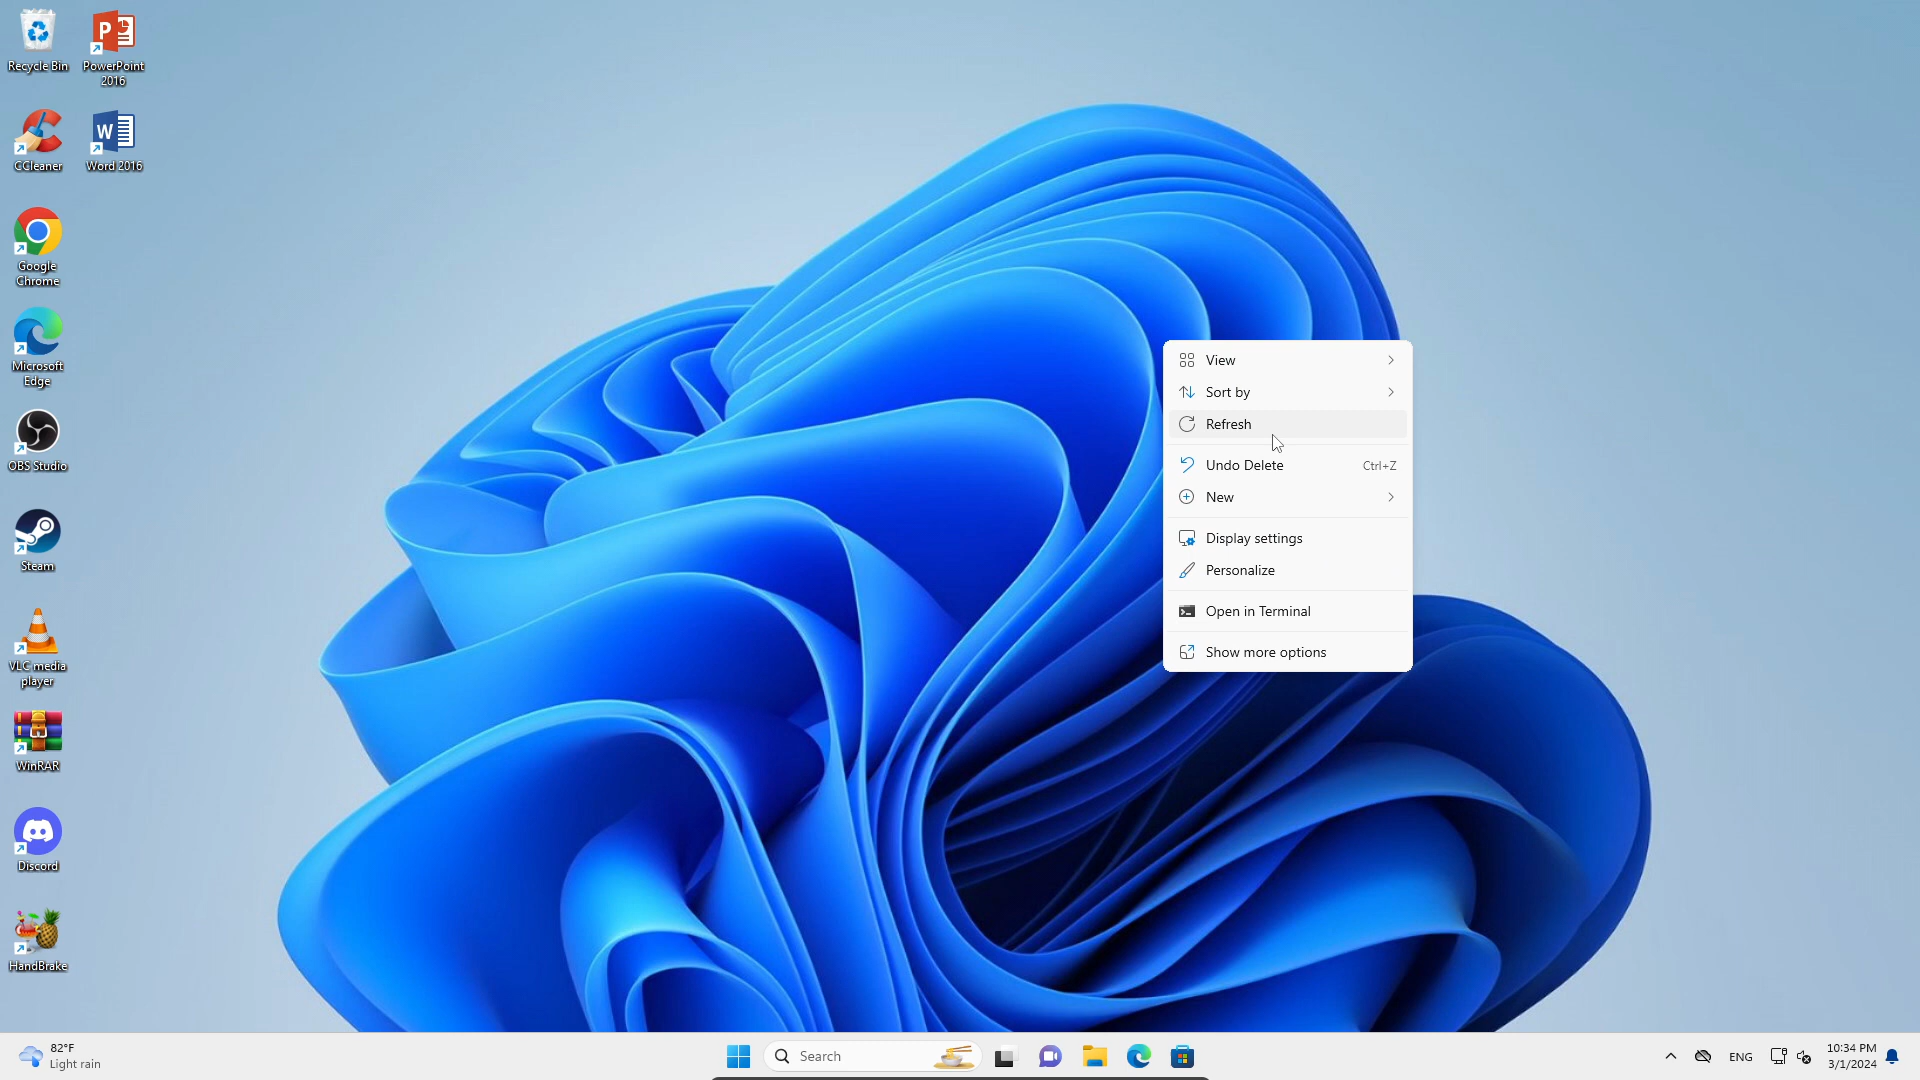 Recycle Bin
PowerPoint
2016
CCleaner
Word 2016
Google
Chrome
Microsoft
Edge
OBS Studio
Steam
VLC media
player
WinRAR
Discord
HandBrake
View
Sort by
Refresh
Undo Delete Ctrl+Z
New
Display settings
Personalize
Open in Terminal
Show more options
82°F
Light rain
Search
ENG
10:34 PM
3/1/2024